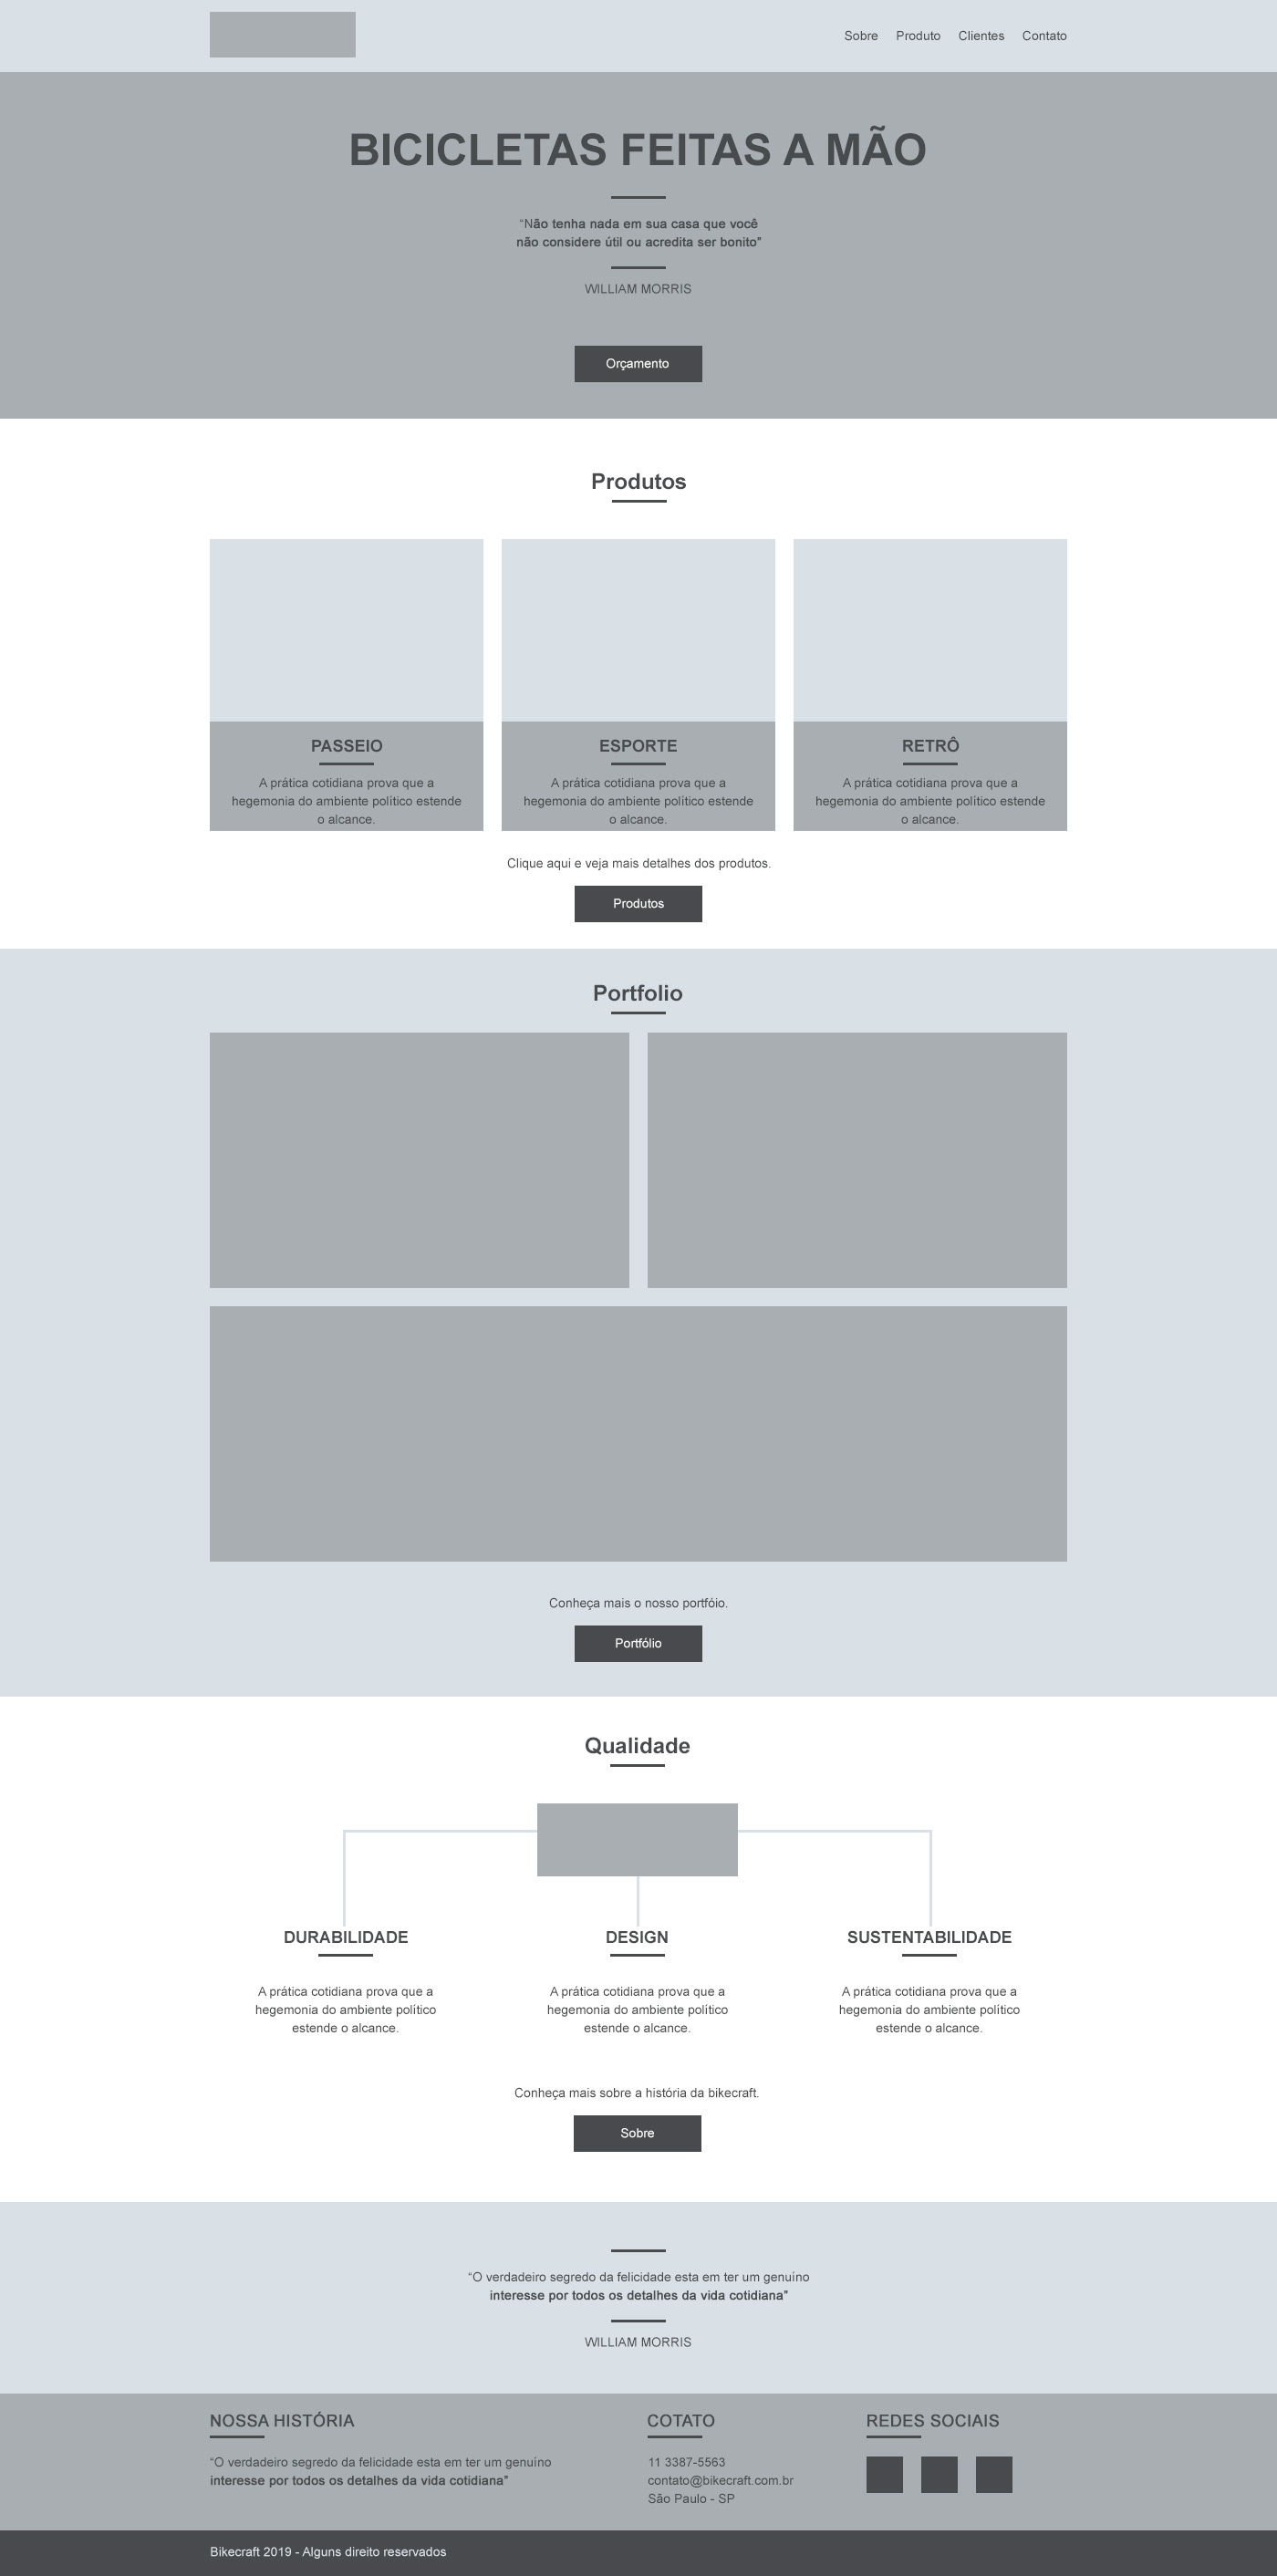 Sobre Produto Clientes Contato
BICICLETAS FEITAS A MÃO
“Não tenha nada em sua casa que você
não considere útil ou acredita ser bonito”
WILLIAM MORRIS
Orçamento
Produtos
PASSEIO
A prática cotidiana prova que a
hegemonia do ambiente político estende
o alcance.
ESPORTE
A prática cotidiana prova que a
hegemonia do ambiente político estende
o alcance.
RETRÔ
A prática cotidiana prova que a
hegemonia do ambiente político estende
o alcance.
Clique aqui e veja mais detalhes dos produtos.
Produtos
Portfolio
Conheça mais o nosso portfóio.
Portfólio
Qualidade
DURABILIDADE
A prática cotidiana prova que a
hegemonia do ambiente político
estende o alcance.
DESIGN
A prática cotidiana prova que a
hegemonia do ambiente político
estende o alcance.
SUSTENTABILIDADE
A prática cotidiana prova que a
hegemonia do ambiente político
estende o alcance.
Conheça mais sobre a história da bikecraft.
Sobre
“O verdadeiro segredo da felicidade esta em ter um genuíno
interesse por todos os detalhes da vida cotidiana”
WILLIAM MORRIS
NOSSA HISTÓRIA
“O verdadeiro segredo da felicidade esta em ter um genuíno
interesse por todos os detalhes da vida cotidiana”
COTATO
11 3387-5563
contato@bikecraft.com.br
São Paulo - SP
REDES SOCIAIS
Bikecraft 2019 - Alguns direito reservados